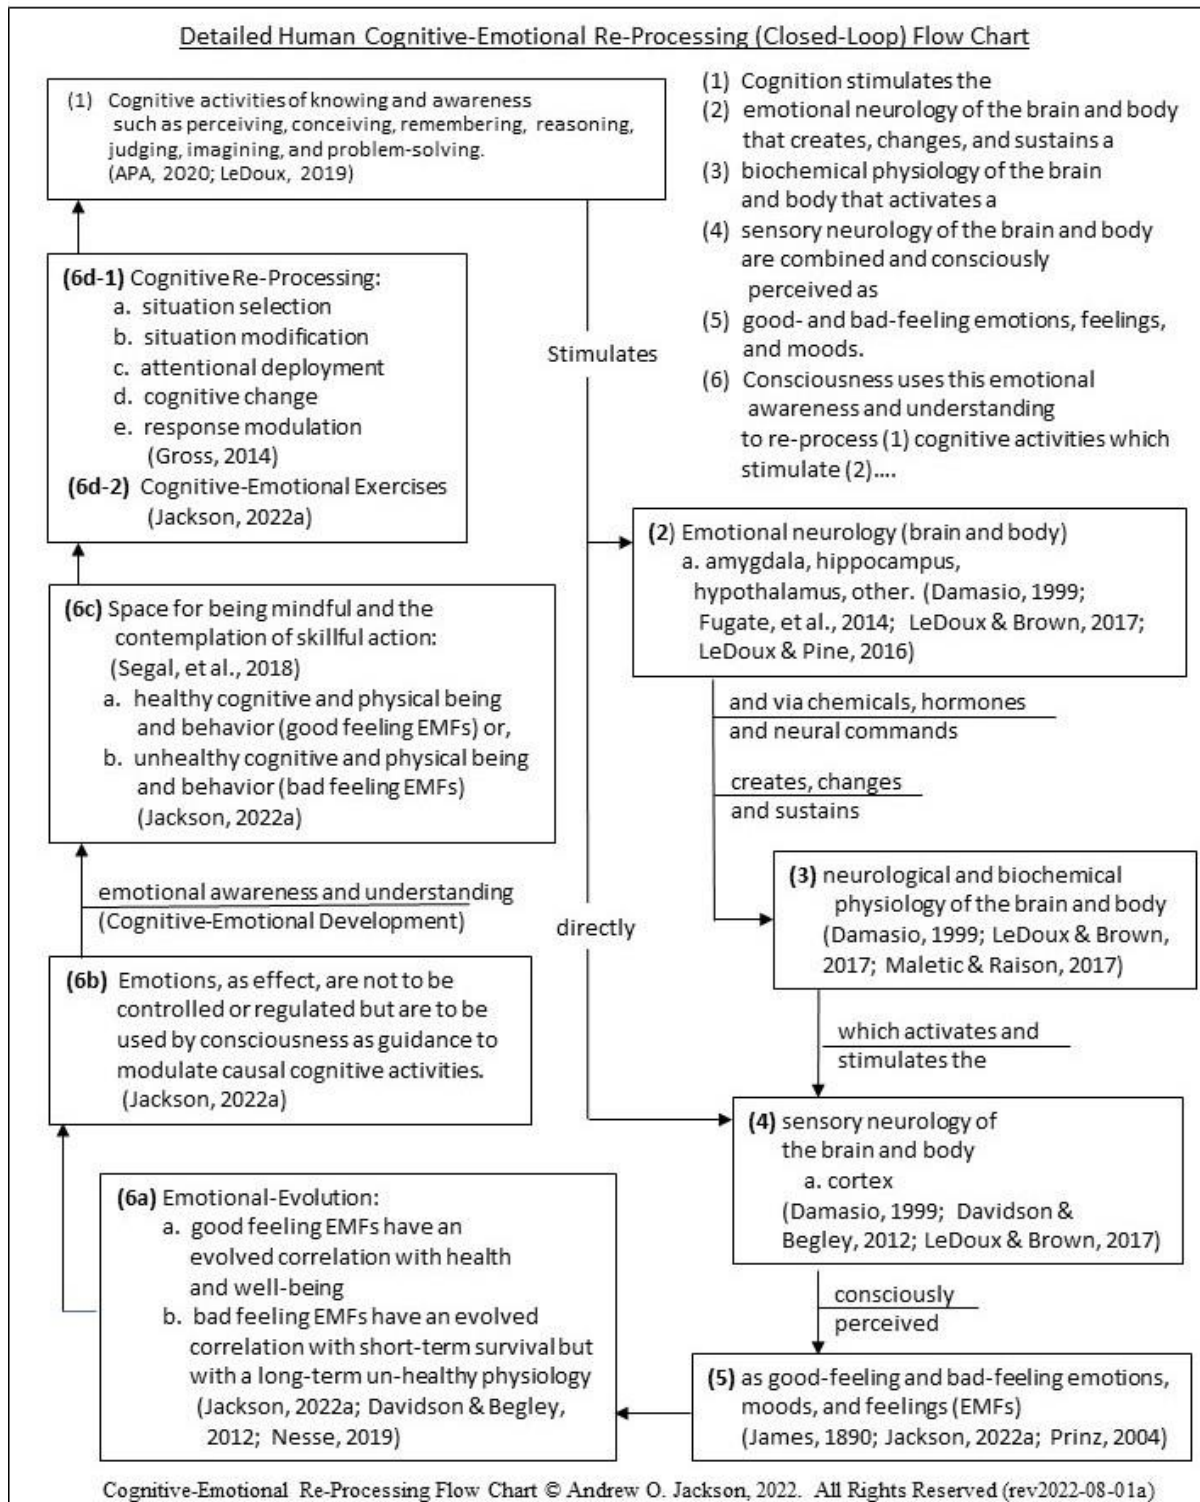 Detailed Human Cognitive-Emotional Re-Processing (Closed-Loop) Flow Chart
(1) Cognitive activities of knowing and awareness
such as perceiving, conceiving, remembering, reasoning,
judging, imagining, and problem-solving.
(APA, 2020; LeDoux, 2019)
(1) Cognition stimulates the
(2) emotional neurology of the brain and body
that creates, changes, and sustains a
(3) biochemical physiology of the brain
and body that activates a
(4) sensory neurology of the brain and body
are combined and consciously
perceived as
(5) good- and bad-feeling emotions, feelings,
and moods.
(6) Consciousness uses this emotional
awareness and understanding
to re-process (1) cognitive activities which
stimulate (2)....
Stimulates
directly
(2) Emotional neurology (brain and body)
a. amygdala, hippocampus,
hypothalamus, other. (Damasio, 1999;
Fugate, et al., 2014; LeDoux & Brown, 2017;
LeDoux & Pine, 2016)
and via chemicals, hormones
and neural commands
creates, changes
and sustains
(3) neurological and biochemical
physiology of the brain and body
(Damasio, 1999; LeDoux & Brown,
2017; Maletic & Raison, 2017)
which activates and
stimulates the
(4) sensory neurology of
the brain and body
a. cortex
(Damasio, 1999; Davidson &
Begley, 2012; LeDoux & Brown, 2017)
consciously
perceived
(5) as good-feeling and bad-feeling emotions,
moods, and feelings (EMFs)
(James, 1890; Jackson, 2022a; Prinz, 2004)
(6a) Emotional-Evolution:
a. good feeling EMFs have an
evolved correlation with health
and well-being
b. bad feeling EMFs have an evolved
correlation with short-term survival but
with a long-term un-healthy physiology
(Jackson, 2022a; Davidson & Begley,
2012; Nesse, 2019)
(6b) Emotions, as effect, are not to be
controlled or regulated but are to be
used by consciousness as guidance to
modulate causal cognitive activities.
(Jackson, 2022a)
emotional awareness and understanding
(Cognitive-Emotional Development)
(6c) Space for being mindful and the
contemplation of skillful action:
(Segal, et al., 2018)
a. healthy cognitive and physical being
and behavior (good feeling EMFs) or,
b. unhealthy cognitive and physical being
and behavior (bad feeling EMFs)
(Jackson, 2022a)
(6d-1) Cognitive Re-Processing:
a. situation selection
b. situation modification
c. attentional deployment
d. cognitive change
e. response modulation
(Gross, 2014)
(6d-2) Cognitive-Emotional Exercises
(Jackson, 2022a)
Cognitive-Emotional Re-Processing Flow Chart © Andrew O. Jackson, 2022. All Rights Reserved (rev2022-08-01a)